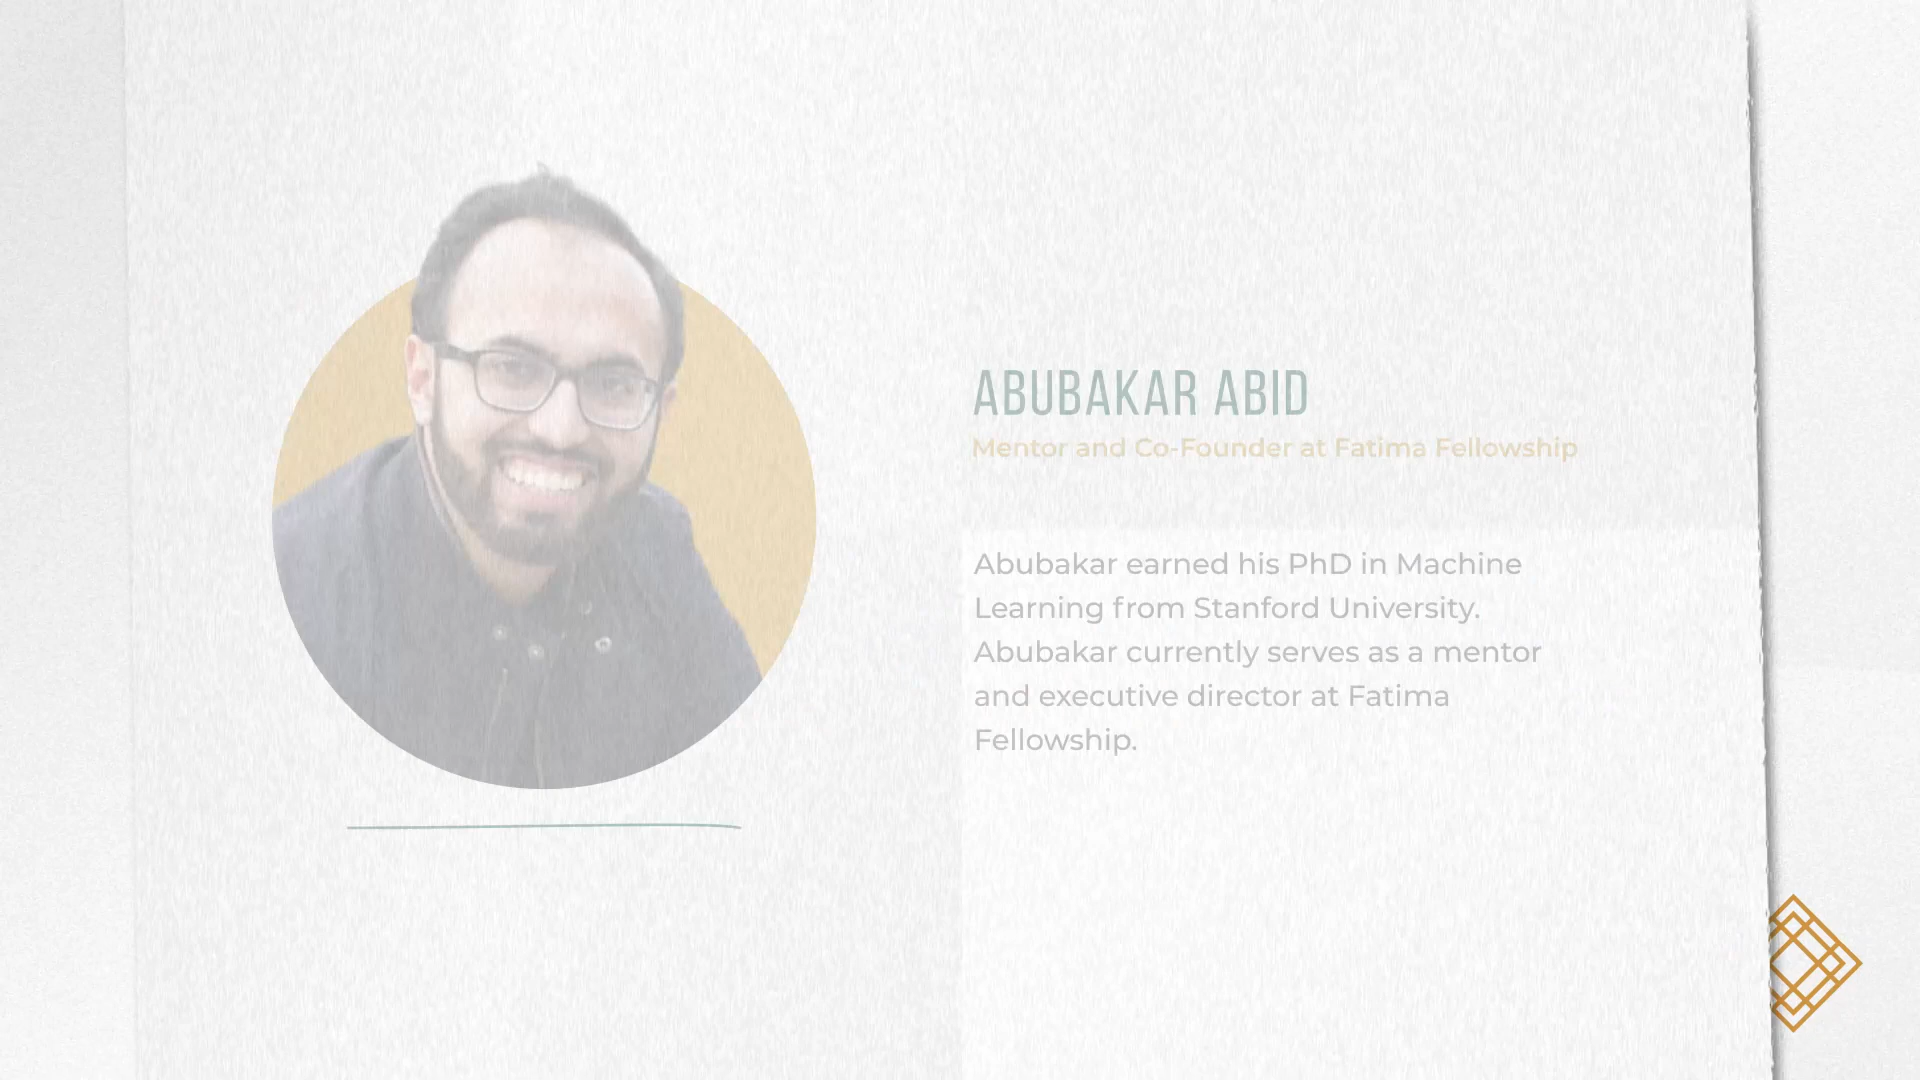 ABUBAKAR ABID
Mentor and Co-Founder at Fatima Fellowship
Abubakar earned his PhD in Machine
Learning from Stanford University.
Abubakar currently serves as a mentor
and executive director at Fatima
Fellowship.